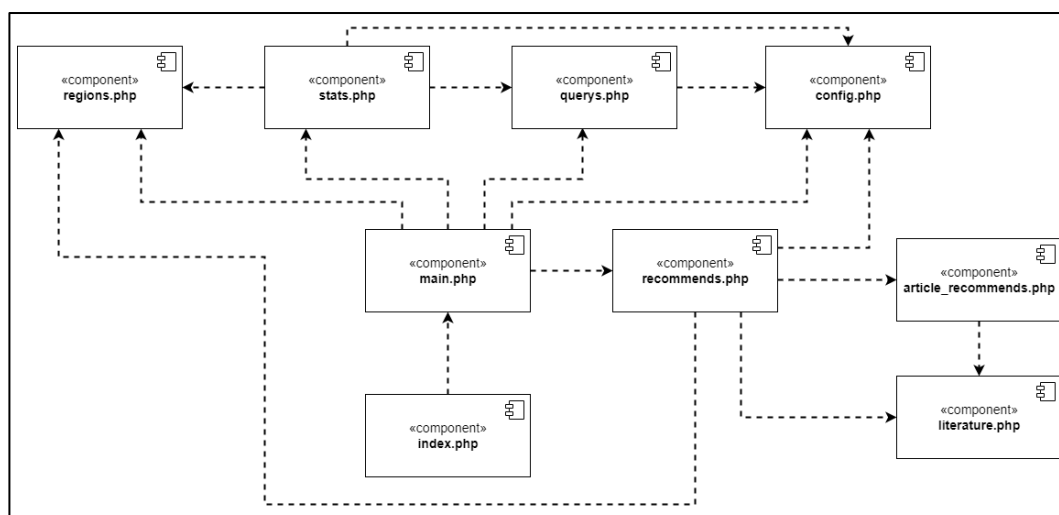 «component»
regions.php
«component»
stats.php
«component»
querys.php
«component»
config.php
«component»
main.php
«component»
recommends.php
«component»
article_recommends.php
«component»
index.php
«component»
literature.php